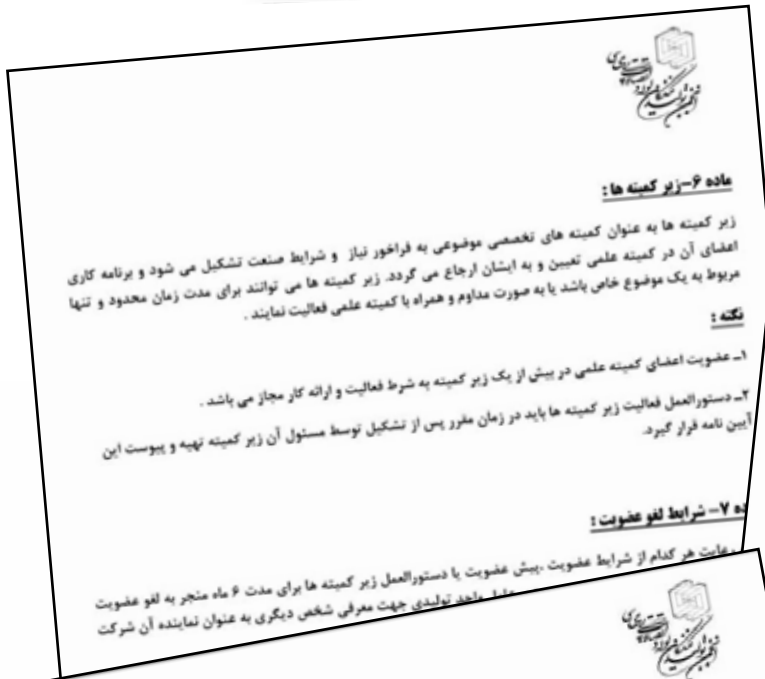 ماده ۶-زیر کمیته ها :
زیر کمیته ها به عنوان کمیته های تخصصی موضوعی به فراخور نیاز و شرایط صنعت تشکیل می شود و برنامه کاری
اعضای آن در کمیته علمی تعیین و به ایشان ارجاع می گردد. زیر کمیته ها می توانند برای مدت زمان محدود و تنها
مربوط به یک موضوع خاص باشد یا به صورت مداوم و همراه با کمیته علمی فعالیت نمایند .
نکته :
۱ـ عضویت اعضای کمیته علمی در بیش از یک زیر کمیته به شرط فعالیت و ارائه کار مجاز می باشد .
۲ـ دستورالعمل فعالیت زیر کمیته ها باید در زمان مقرر پس از تشکیل توسط مسئول آن زیر کمیته تهیه و پیوست این
آیین نامه قرار گیرد.
ده ۷- شرایط لغو عضویت :
رعایت هر کدام از شرایط عضویت ،پیش عضویت یا دستورالعمل زیر کمیته ها برای مدت ۶ ماه منجر به لغو عضویت
واحد تولیدی جهت معرفی شخص دیگری به عنوان نماینده آن شرکت